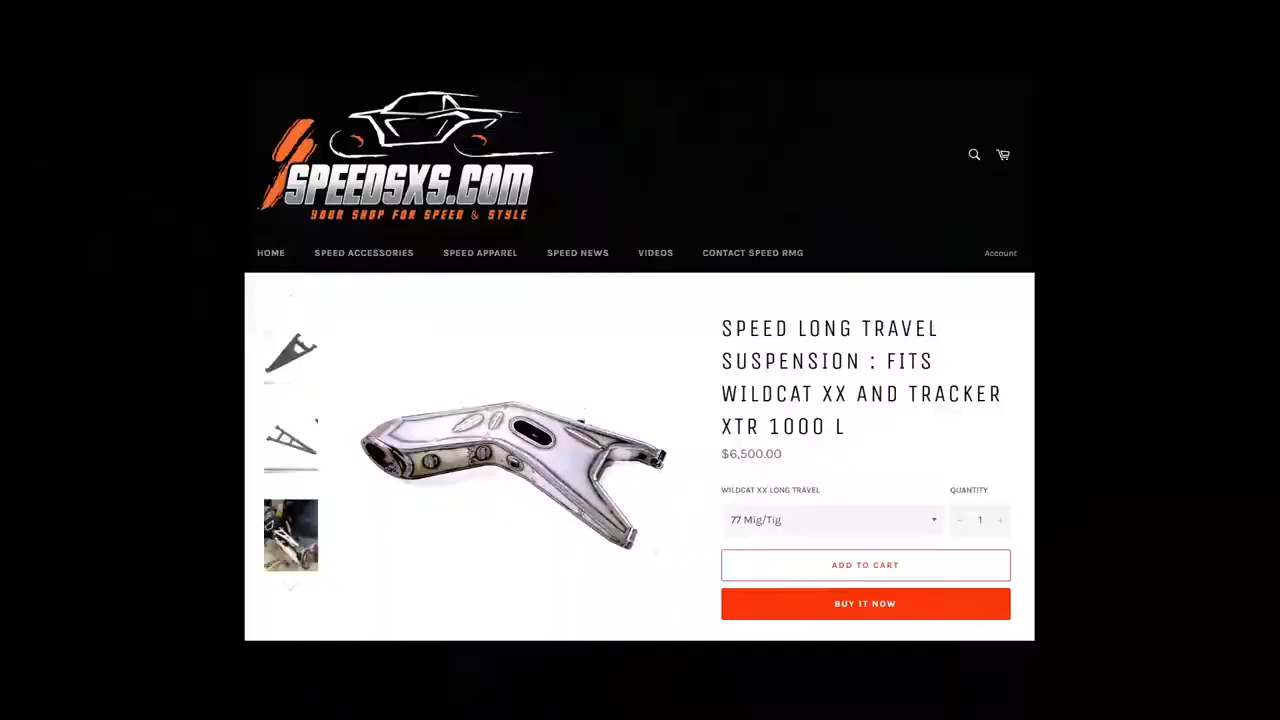 SPEEDSXS.COM
YOUR SHOP FOR SPEED & STYLE
HOME SPEED ACCESSORIES SPEED APPAREL SPEED NEWS VIDEOS CONTACT SPEED RMG Account
SPEED LONG TRAVEL
SUSPENSION : FITS
WILDCAT XX AND TRACKER
XTR 1000 L
$6,500.00
WILDCAT XX LONG TRAVEL QUANTITY
77 Mig/Tig − 1 +
ADD TO CART
BUY IT NOW